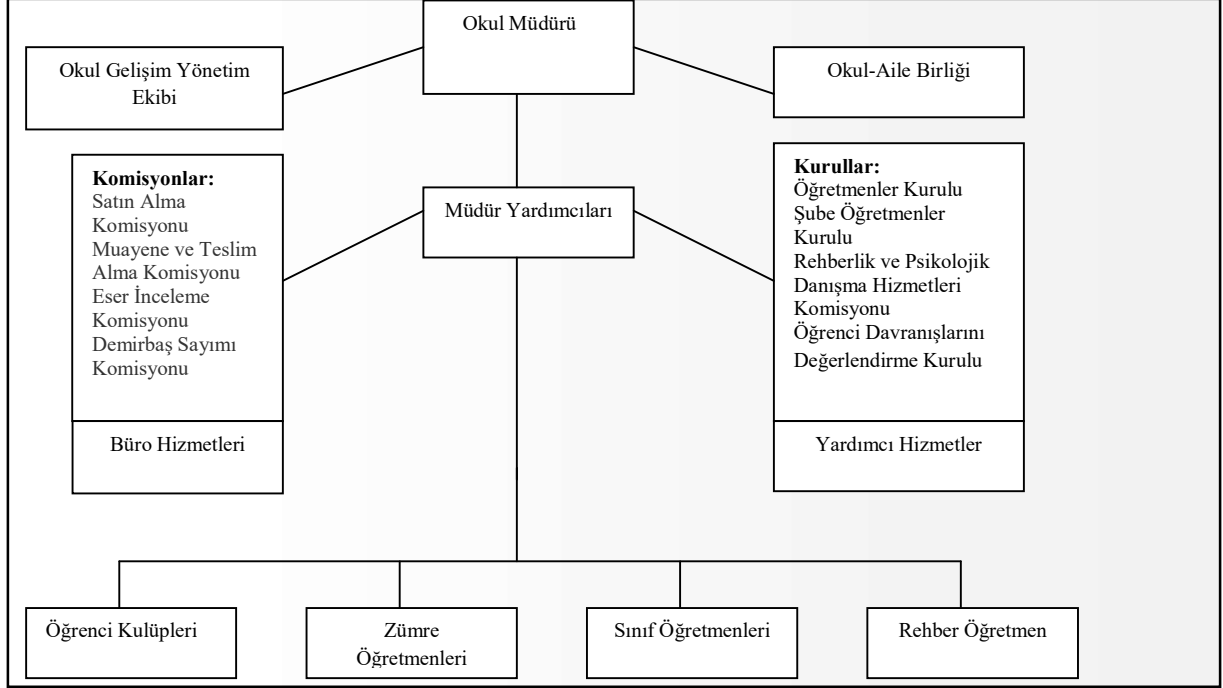 Okul Müdürü
Okul Gelişim Yönetim
Ekibi
Okul-Aile Birliği
Komisyonlar:
Satın Alma
Komisyonu
Muayene ve Teslim
Alma Komisyonu
Eser İnceleme
Komisyonu
Demirbaş Sayımı
Komisyonu
Müdür Yardımcıları
Kurullar:
Öğretmenler Kurulu
Şube Öğretmenler
Kurulu
Rehberlik ve Psikolojik
Danışma Hizmetleri
Komisyonu
Öğrenci Davranışlarını
Değerlendirme Kurulu
Büro Hizmetleri
Yardımcı Hizmetler
Öğrenci Kulüpleri
Zümre
Öğretmenleri
Sınıf Öğretmenleri
Rehber Öğretmen